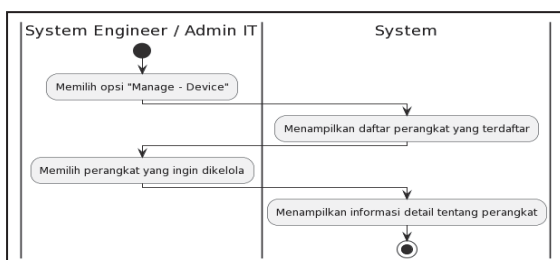 System Engineer / Admin IT
System
Memilih opsi "Manage - Device"
Menampilkan daftar perangkat yang terdaftar
Memilih perangkat yang ingin dikelola
Menampilkan informasi detail tentang perangkat